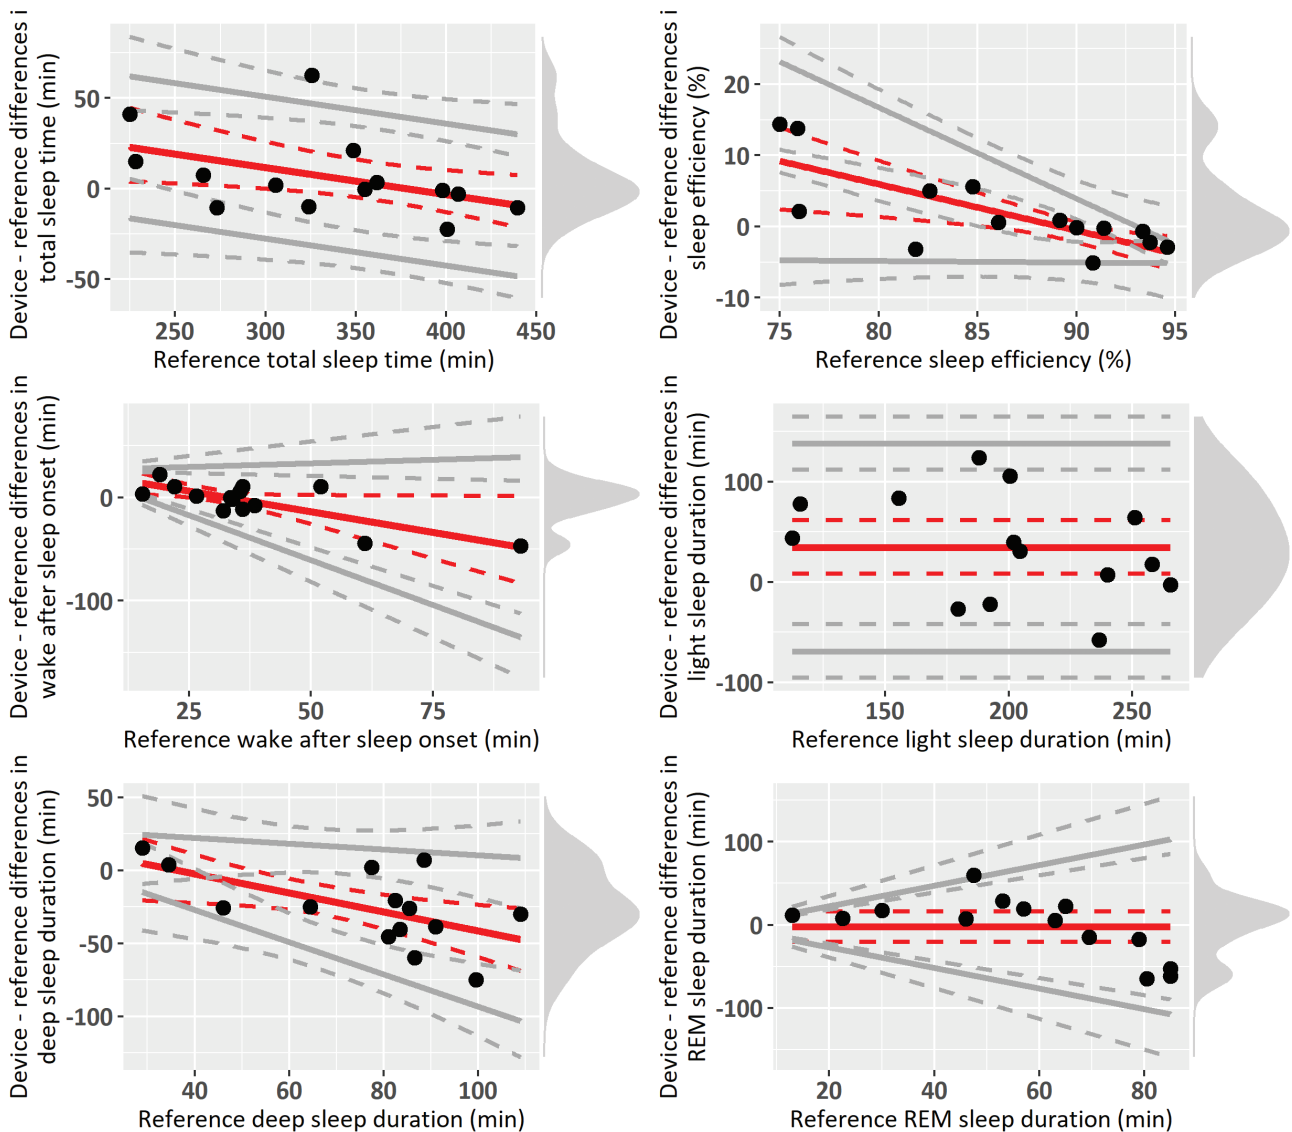 Device - reference differences i
total sleep time (min)
50
0
-50
250 300 350 400 450
Reference total sleep time (min)
Device - reference differences i
sleep efficiency (%)
20
10
0
-10
75 80 85 90 95
Reference sleep efficiency (%)
Device - reference differences in
wake after sleep onset (min)
0
-100
25 50 75
Reference wake after sleep onset (min)
Device - reference differences in
light sleep duration (min)
100
0
-100
150 200 250
Reference light sleep duration (min)
Device - reference differences in
deep sleep duration (min)
50
0
-50
-100
40 60 80 100
Reference deep sleep duration (min)
Device - reference differences in
REM sleep duration (min)
100
0
-100
20 40 60 80
Reference REM sleep duration (min)